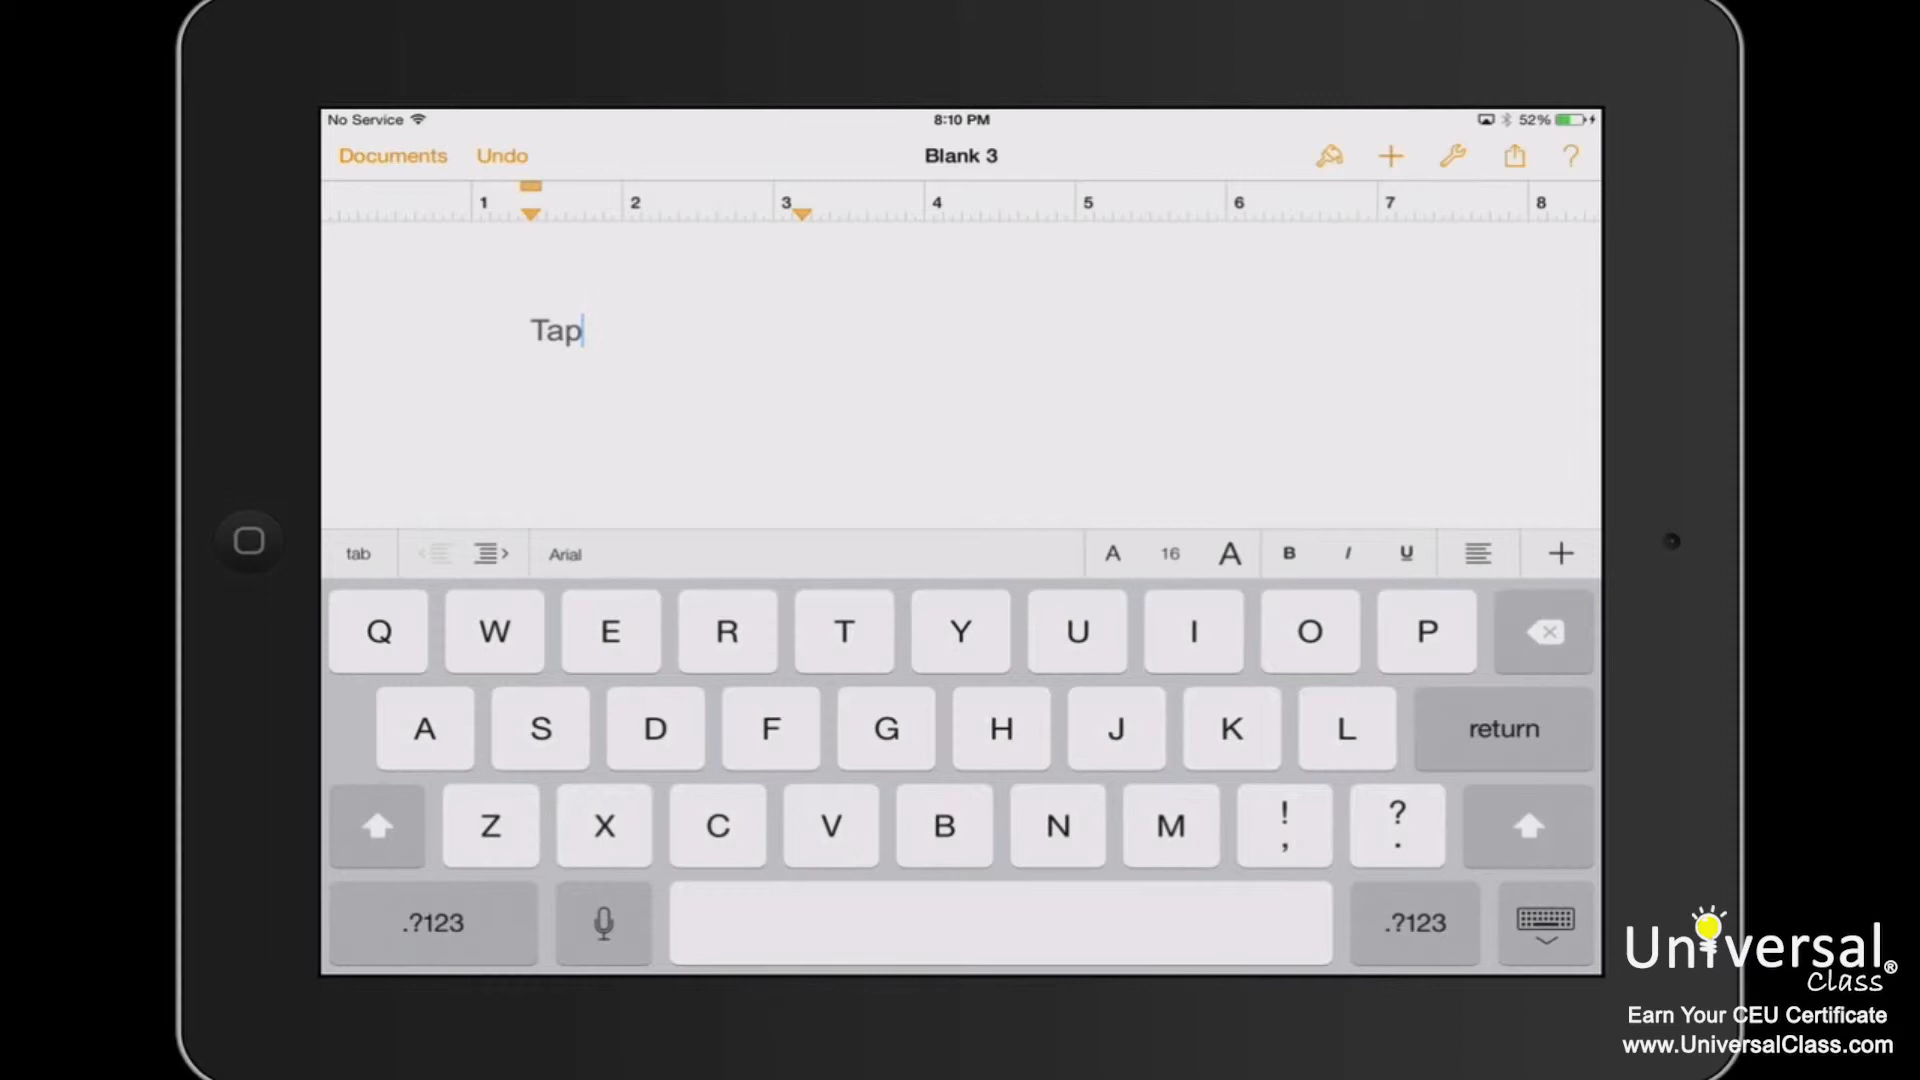 No Service 8:10 PM 52%
Documents Undo Blank 3 + ?
1 2 3 4 5 6 7 8
Tap
tab Arial A 16 A B I U +
Q W E R T Y U I O P
A S D F G H J K L return
Z X C V B N M ! , ? .
.?123 .?123
Universal®
Class
Earn Your CEU Certificate
www.UniversalClass.com